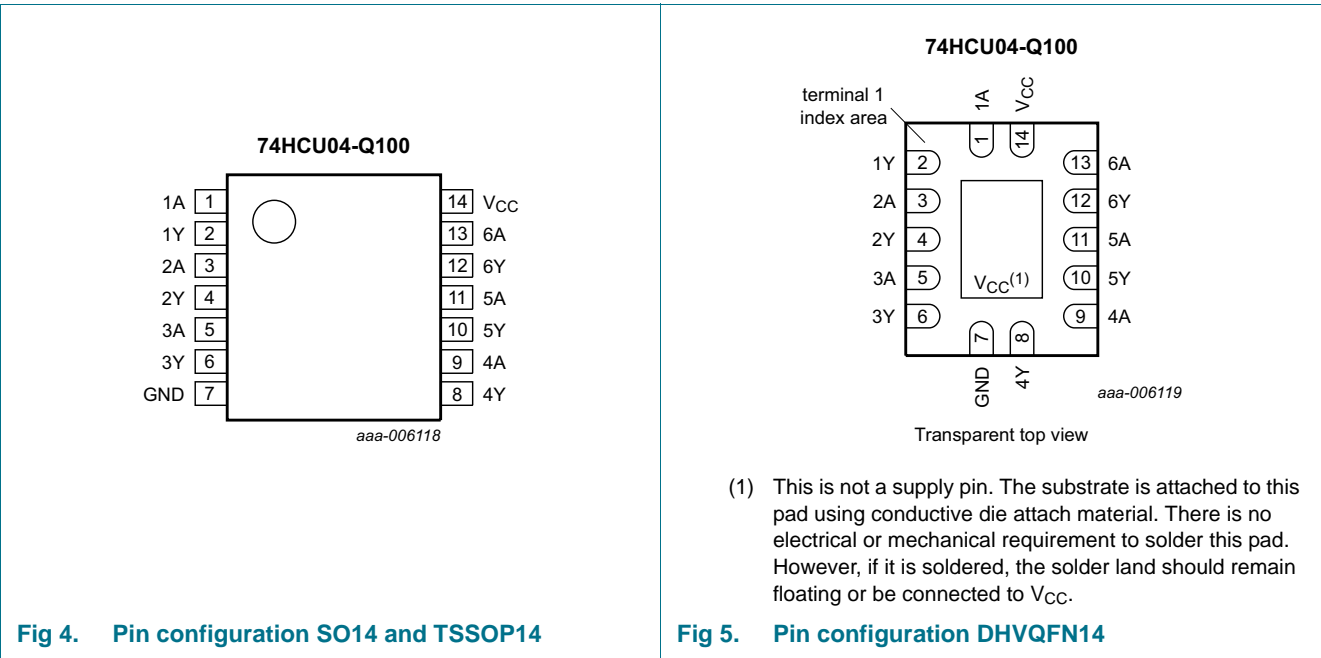 74HCU04-Q100
1A 1
1Y 2
2A 3
2Y 4
3A 5
3Y 6
GND 7
14 VCC
13 6A
12 6Y
11 5A
10 5Y
9 4A
8 4Y
aaa-006118
Fig 4. Pin configuration SO14 and TSSOP14
74HCU04-Q100
terminal 1
index area
1A
VCC
1
14
1Y 2
2A 3
2Y 4
3A 5
3Y 6
13 6A
12 6Y
11 5A
10 5Y
9 4A
VCC(1)
7
8
GND
4Y
aaa-006119
Transparent top view
(1) This is not a supply pin. The substrate is attached to this
pad using conductive die attach material. There is no
electrical or mechanical requirement to solder this pad.
However, if it is soldered, the solder land should remain
floating or be connected to VCC.
Fig 5. Pin configuration DHVQFN14